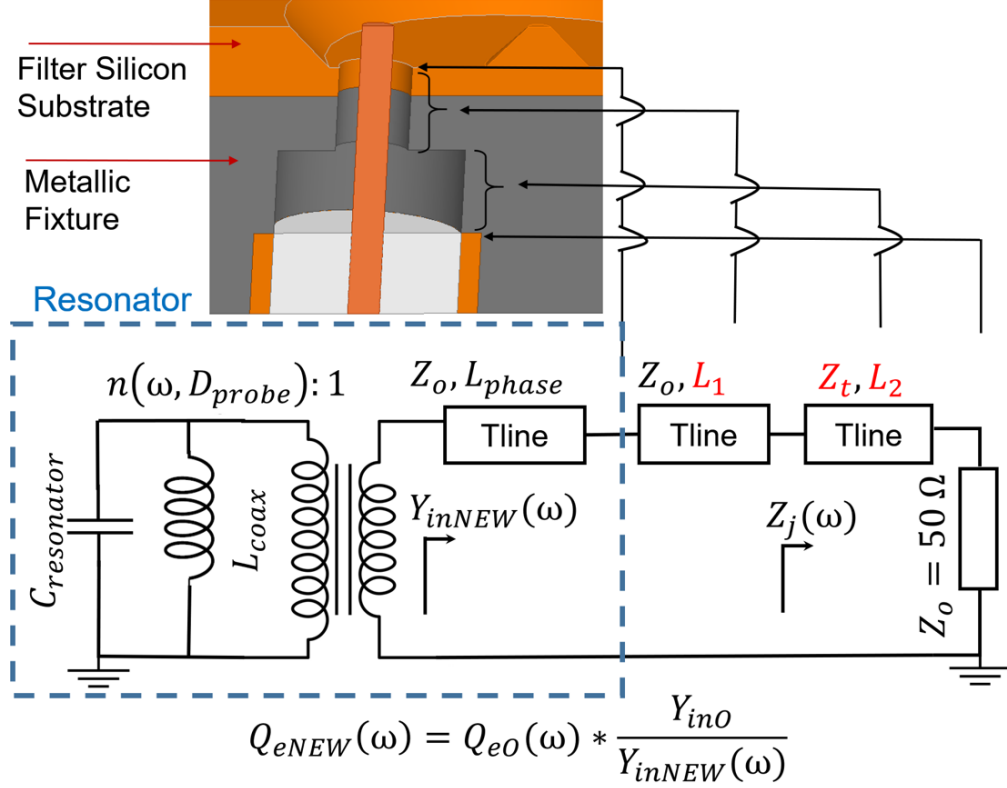 Filter Silicon
Substrate
Metallic
Fixture
Resonator
n(ω, D_probe): 1
Z_o, L_phase
Z_o, L_1
Z_t, L_2
Tline
Tline
Tline
C_resonator
L_coax
Y_inNEW(ω)
Z_j(ω)
Z_o = 50 Ω
Q_eNEW(ω) = Q_eO(ω) * Y_inO / Y_inNEW(ω)